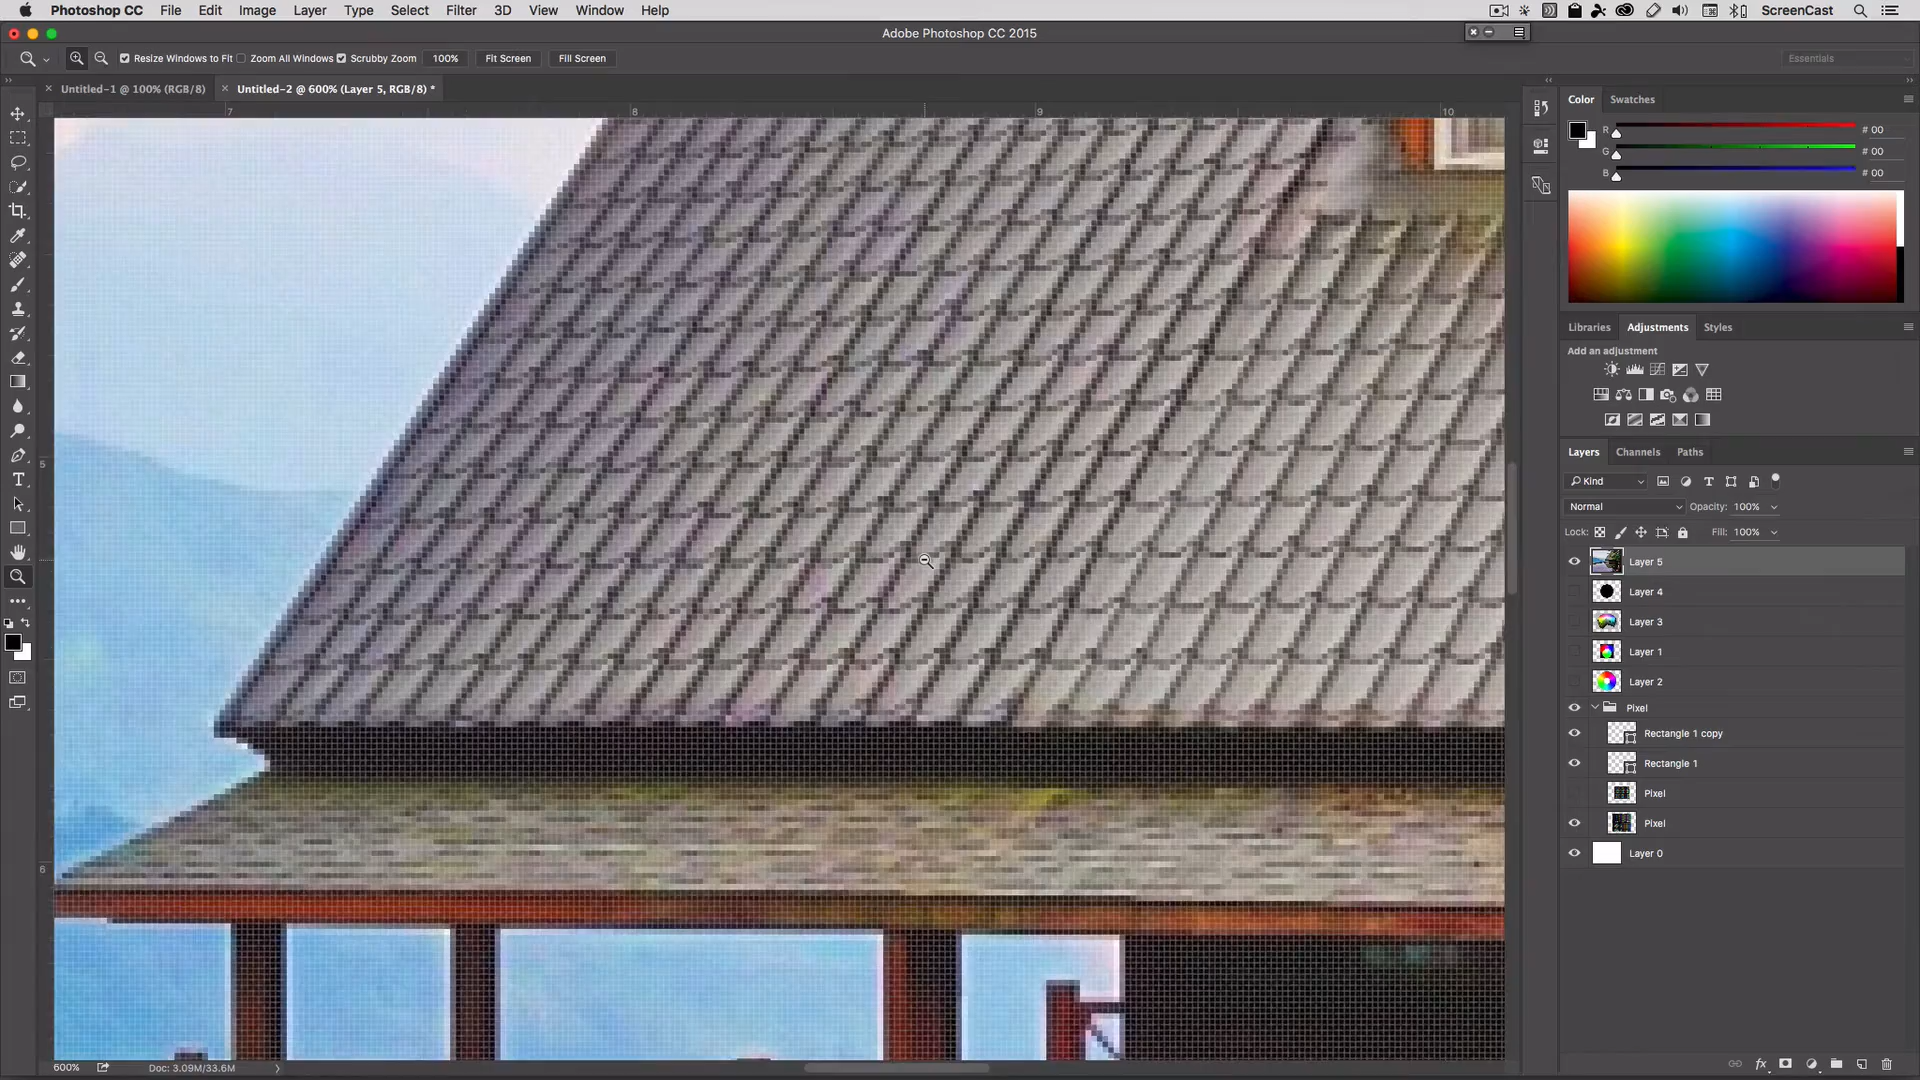 Photoshop CC File Edit Image Layer Type Select Filter 3D View Window Help ScreenCast
Adobe Photoshop CC 2015
Resize Windows to Fit Zoom All Windows Scrubby Zoom 100% Fit Screen Fill Screen Essentials
Untitled-1 @ 100% (RGB/8) Untitled-2 @ 600% (Layer 5, RGB/8) *
7 8 9 10
5
6
Color Swatches
R # 00
G # 00
B # 00
Libraries Adjustments Styles
Add an adjustment
Layers Channels Paths
Kind
Normal Opacity: 100%
Lock: Fill: 100%
Layer 5
Layer 4
Layer 3
Layer 1
Layer 2
Pixel
Rectangle 1 copy
Rectangle 1
Pixel
Pixel
Layer 0
600% Doc: 3.09M/33.6M